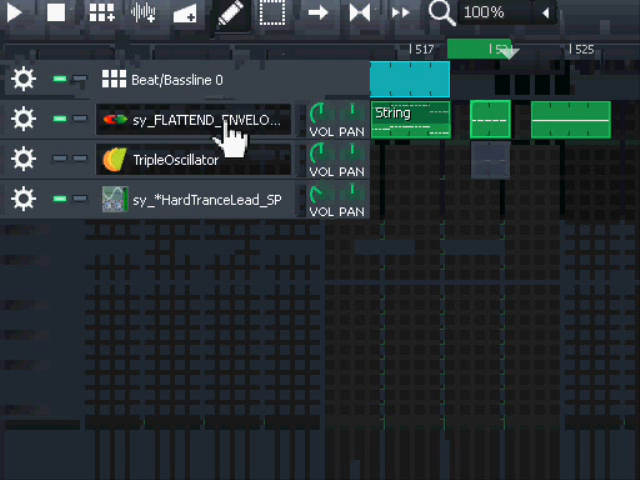 100%
517 521 525
Beat/Bassline 0
sy_FLATTEND_ENVELO... String
VOL PAN
TripleOscillator
VOL PAN
sy_*HardTranceLead_SP
VOL PAN